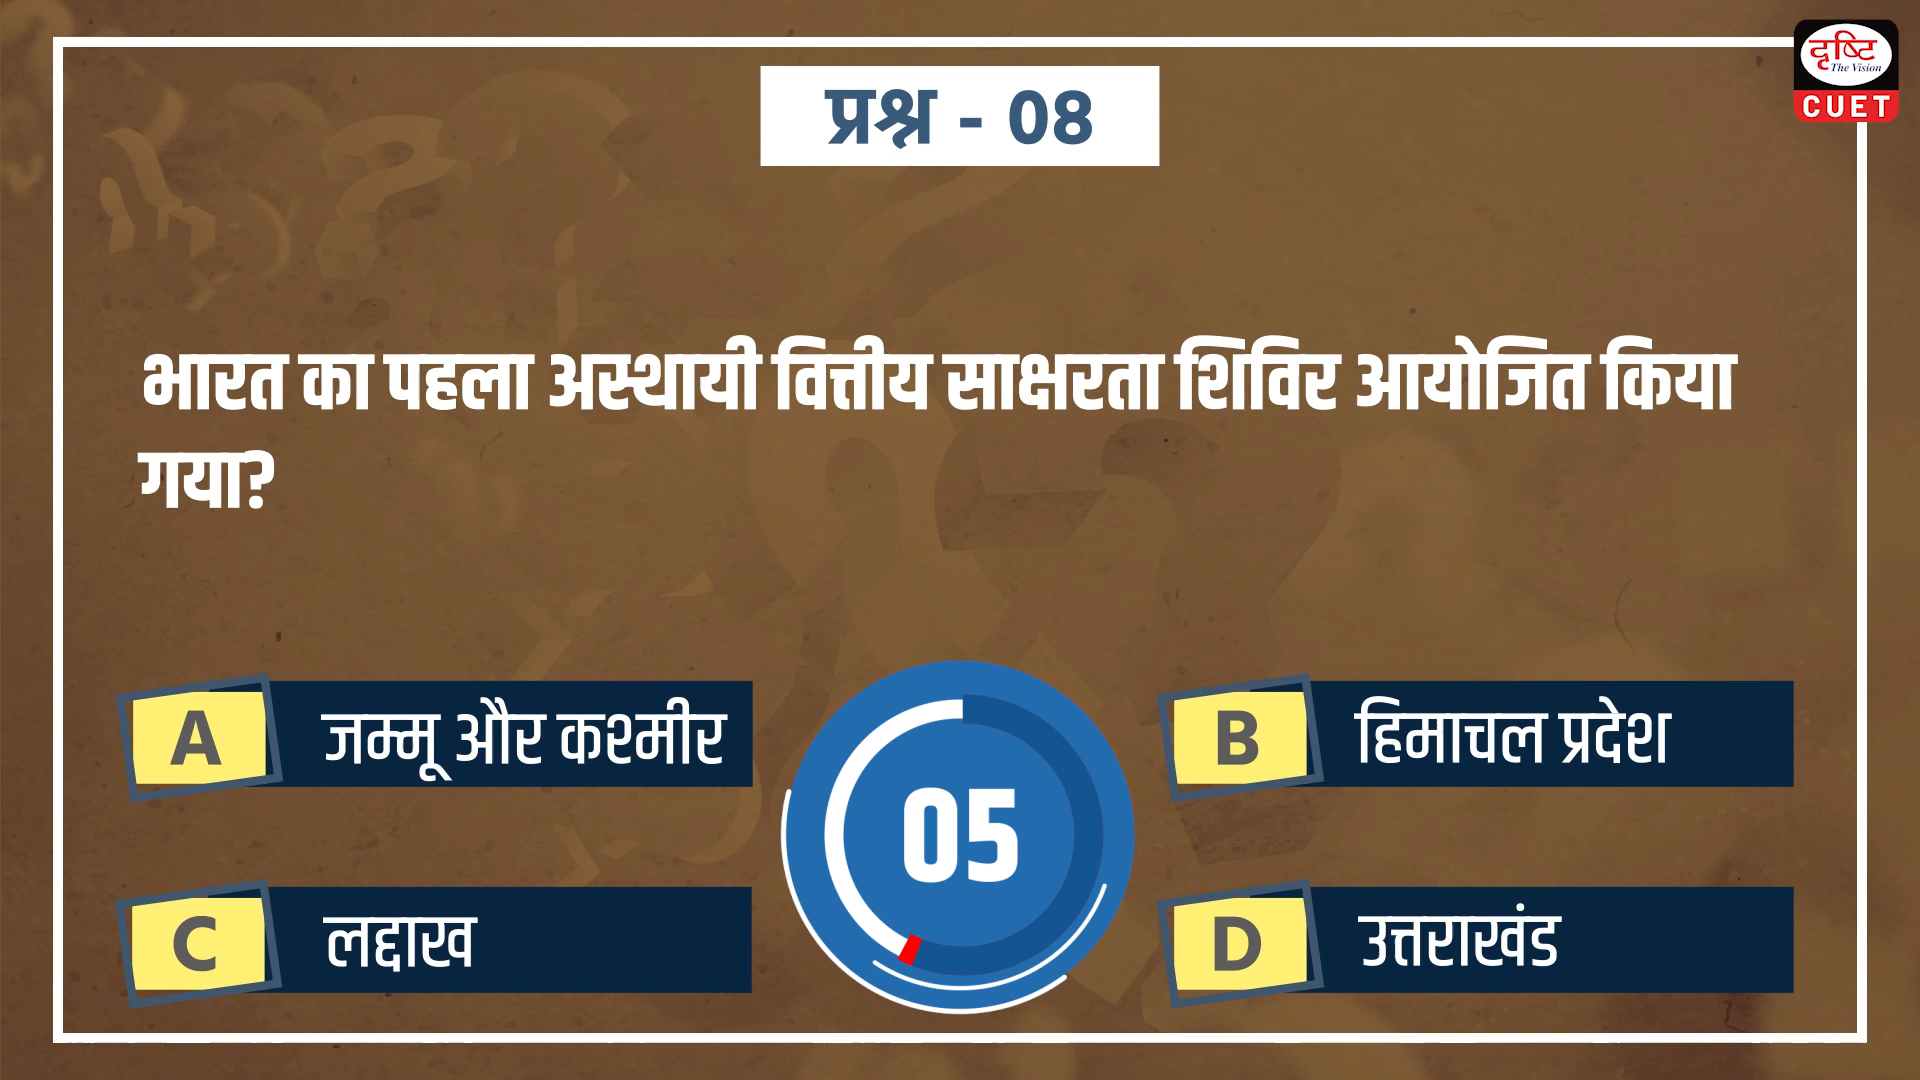 दृष्टि
The Vision
CUET
प्रश्न - 08
भारत का पहला अस्थायी वित्तीय साक्षरता शिविर आयोजित किया
गया?
A जम्मू और कश्मीर
B हिमाचल प्रदेश
05
C लद्दाख
D उत्तराखंड